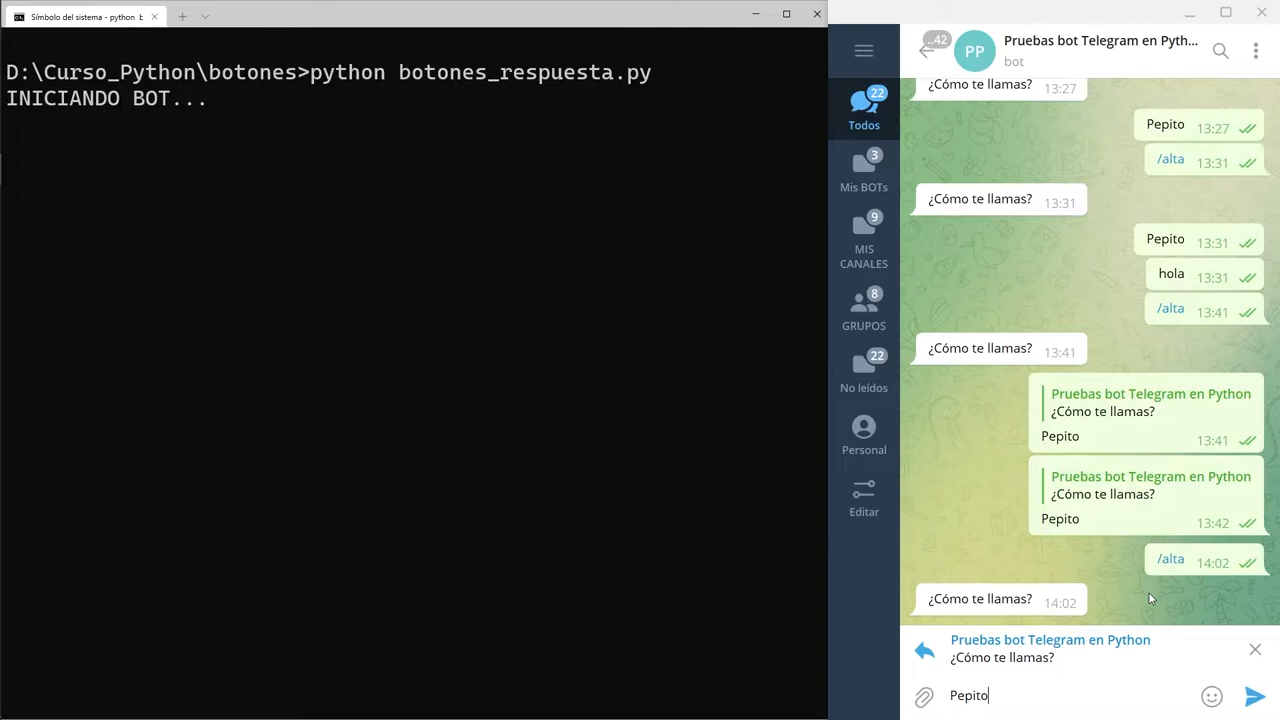 Símbolo del sistema - python b
D:\Curso_Python\botones>python botones_respuesta.py
INICIANDO BOT...
22
Todos
3
Mis BOTs
9
MIS
CANALES
8
GRUPOS
22
No leídos
Personal
Editar
..42
PP
Pruebas bot Telegram en Pyth...
bot
¿Cómo te llamas? 13:27
Pepito 13:27
/alta 13:31
¿Cómo te llamas? 13:31
Pepito 13:31
hola 13:31
/alta 13:41
¿Cómo te llamas? 13:41
Pruebas bot Telegram en Python
¿Cómo te llamas?
Pepito 13:41
Pruebas bot Telegram en Python
¿Cómo te llamas?
Pepito 13:42
/alta 14:02
¿Cómo te llamas? 14:02
Pruebas bot Telegram en Python
¿Cómo te llamas?
Pepito